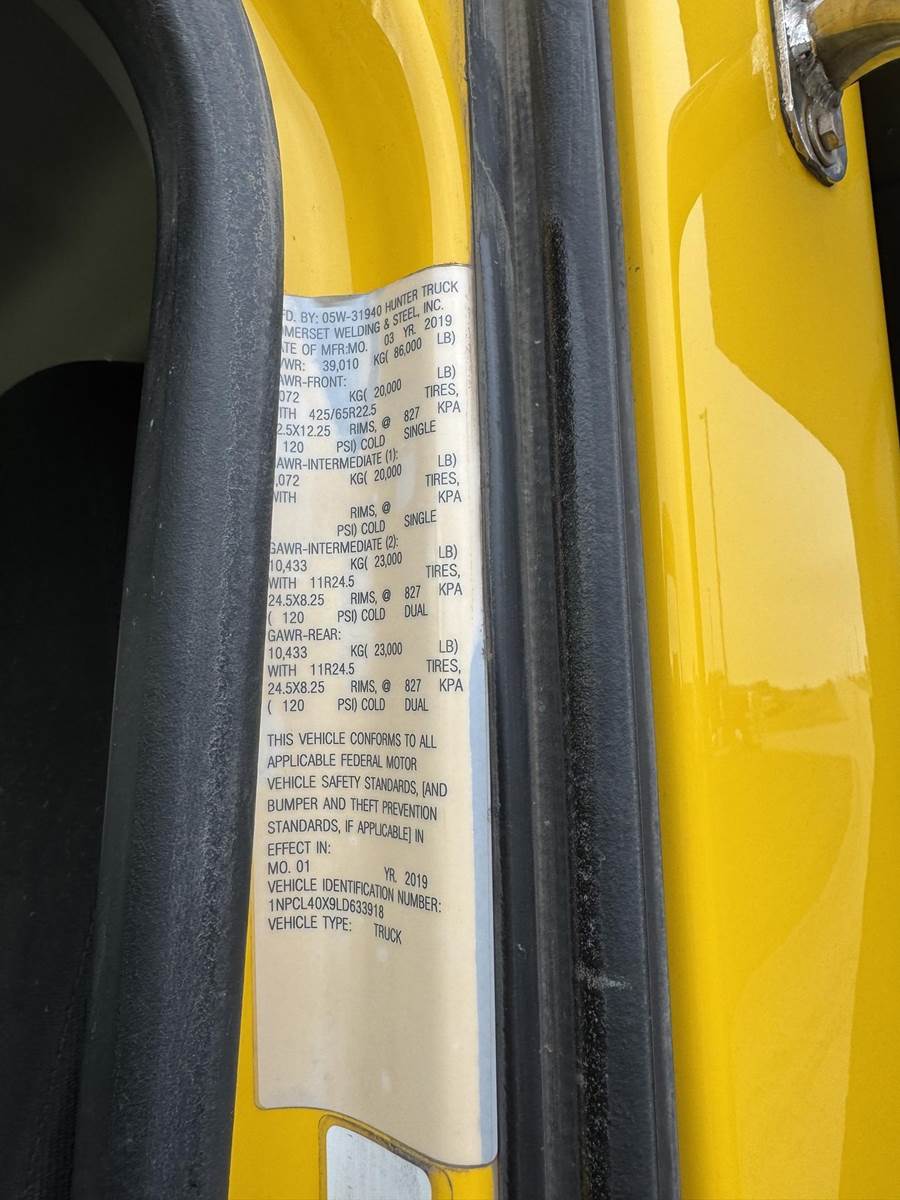 FD. BY: 05W-31940 HUNTER TRUCK
OMERSET WELDING & STEEL, INC.
ATE OF MFR:MO. 03 YR. 2019
VWR: 39,010 KG( 86,000 LB)
AWR-FRONT:
,072 KG( 20,000 LB)
ITH 425/65R22.5 TIRES,
2.5X12.25 RIMS, @ 827 KPA
120 PSI) COLD SINGLE
AWR-INTERMEDIATE (1):
,072 KG( 20,000 LB)
WITH TIRES,
RIMS, @ KPA
PSI) COLD SINGLE
GAWR-INTERMEDIATE (2):
10,433 KG( 23,000 LB)
WITH 11R24.5 TIRES,
24.5X8.25 RIMS, @ 827 KPA
( 120 PSI) COLD DUAL
GAWR-REAR:
10,433 KG( 23,000 LB)
WITH 11R24.5 TIRES,
24.5X8.25 RIMS, @ 827 KPA
( 120 PSI) COLD DUAL
THIS VEHICLE CONFORMS TO ALL
APPLICABLE FEDERAL MOTOR
VEHICLE SAFETY STANDARDS, [AND
BUMPER AND THEFT PREVENTION
STANDARDS, IF APPLICABLE] IN
EFFECT IN:
MO. 01 YR. 2019
VEHICLE IDENTIFICATION NUMBER:
1NPCL40X9LD633918
VEHICLE TYPE: TRUCK